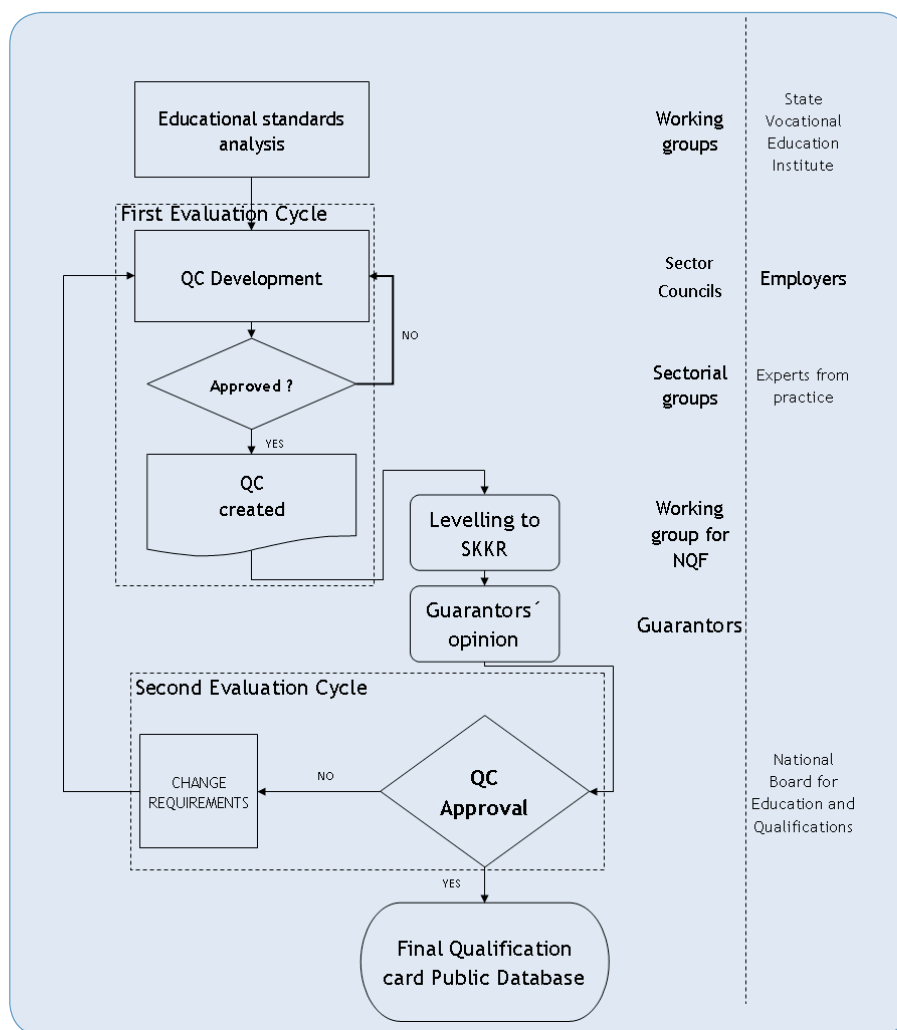 Educational standards
analysis
Working
groups
State
Vocational
Education
Institute
First Evaluation Cycle
QC Development
Sector
Councils
Employers
NO
Approved ?
Sectorial
groups
Experts from
practice
YES
QC
created
Levelling to
SKKR
Working
group for
NQF
Guarantors´
opinion
Guarantors
Second Evaluation Cycle
CHANGE
REQUIREMENTS
NO
QC
Approval
National
Board for
Education and
Qualifications
YES
Final Qualification
card Public Database